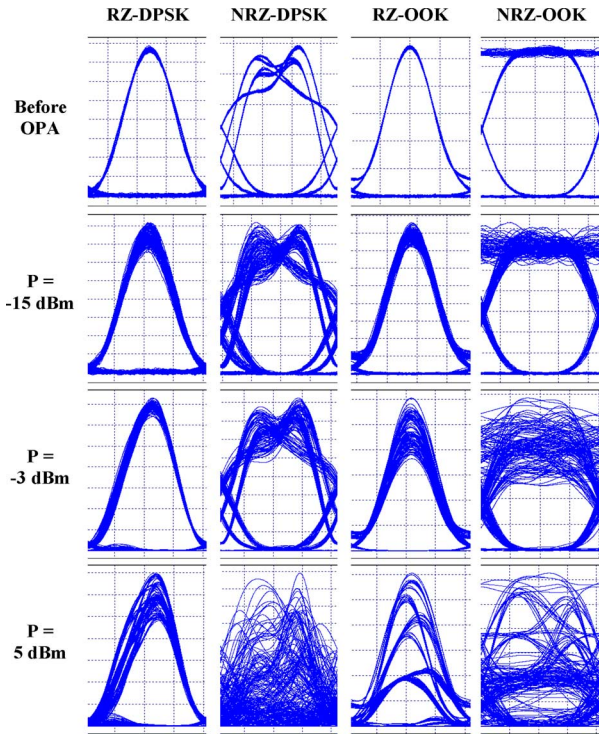 RZ-DPSK NRZ-DPSK RZ-OOK NRZ-OOK
Before
OPA
P =
-15 dBm
P =
-3 dBm
P =
5 dBm